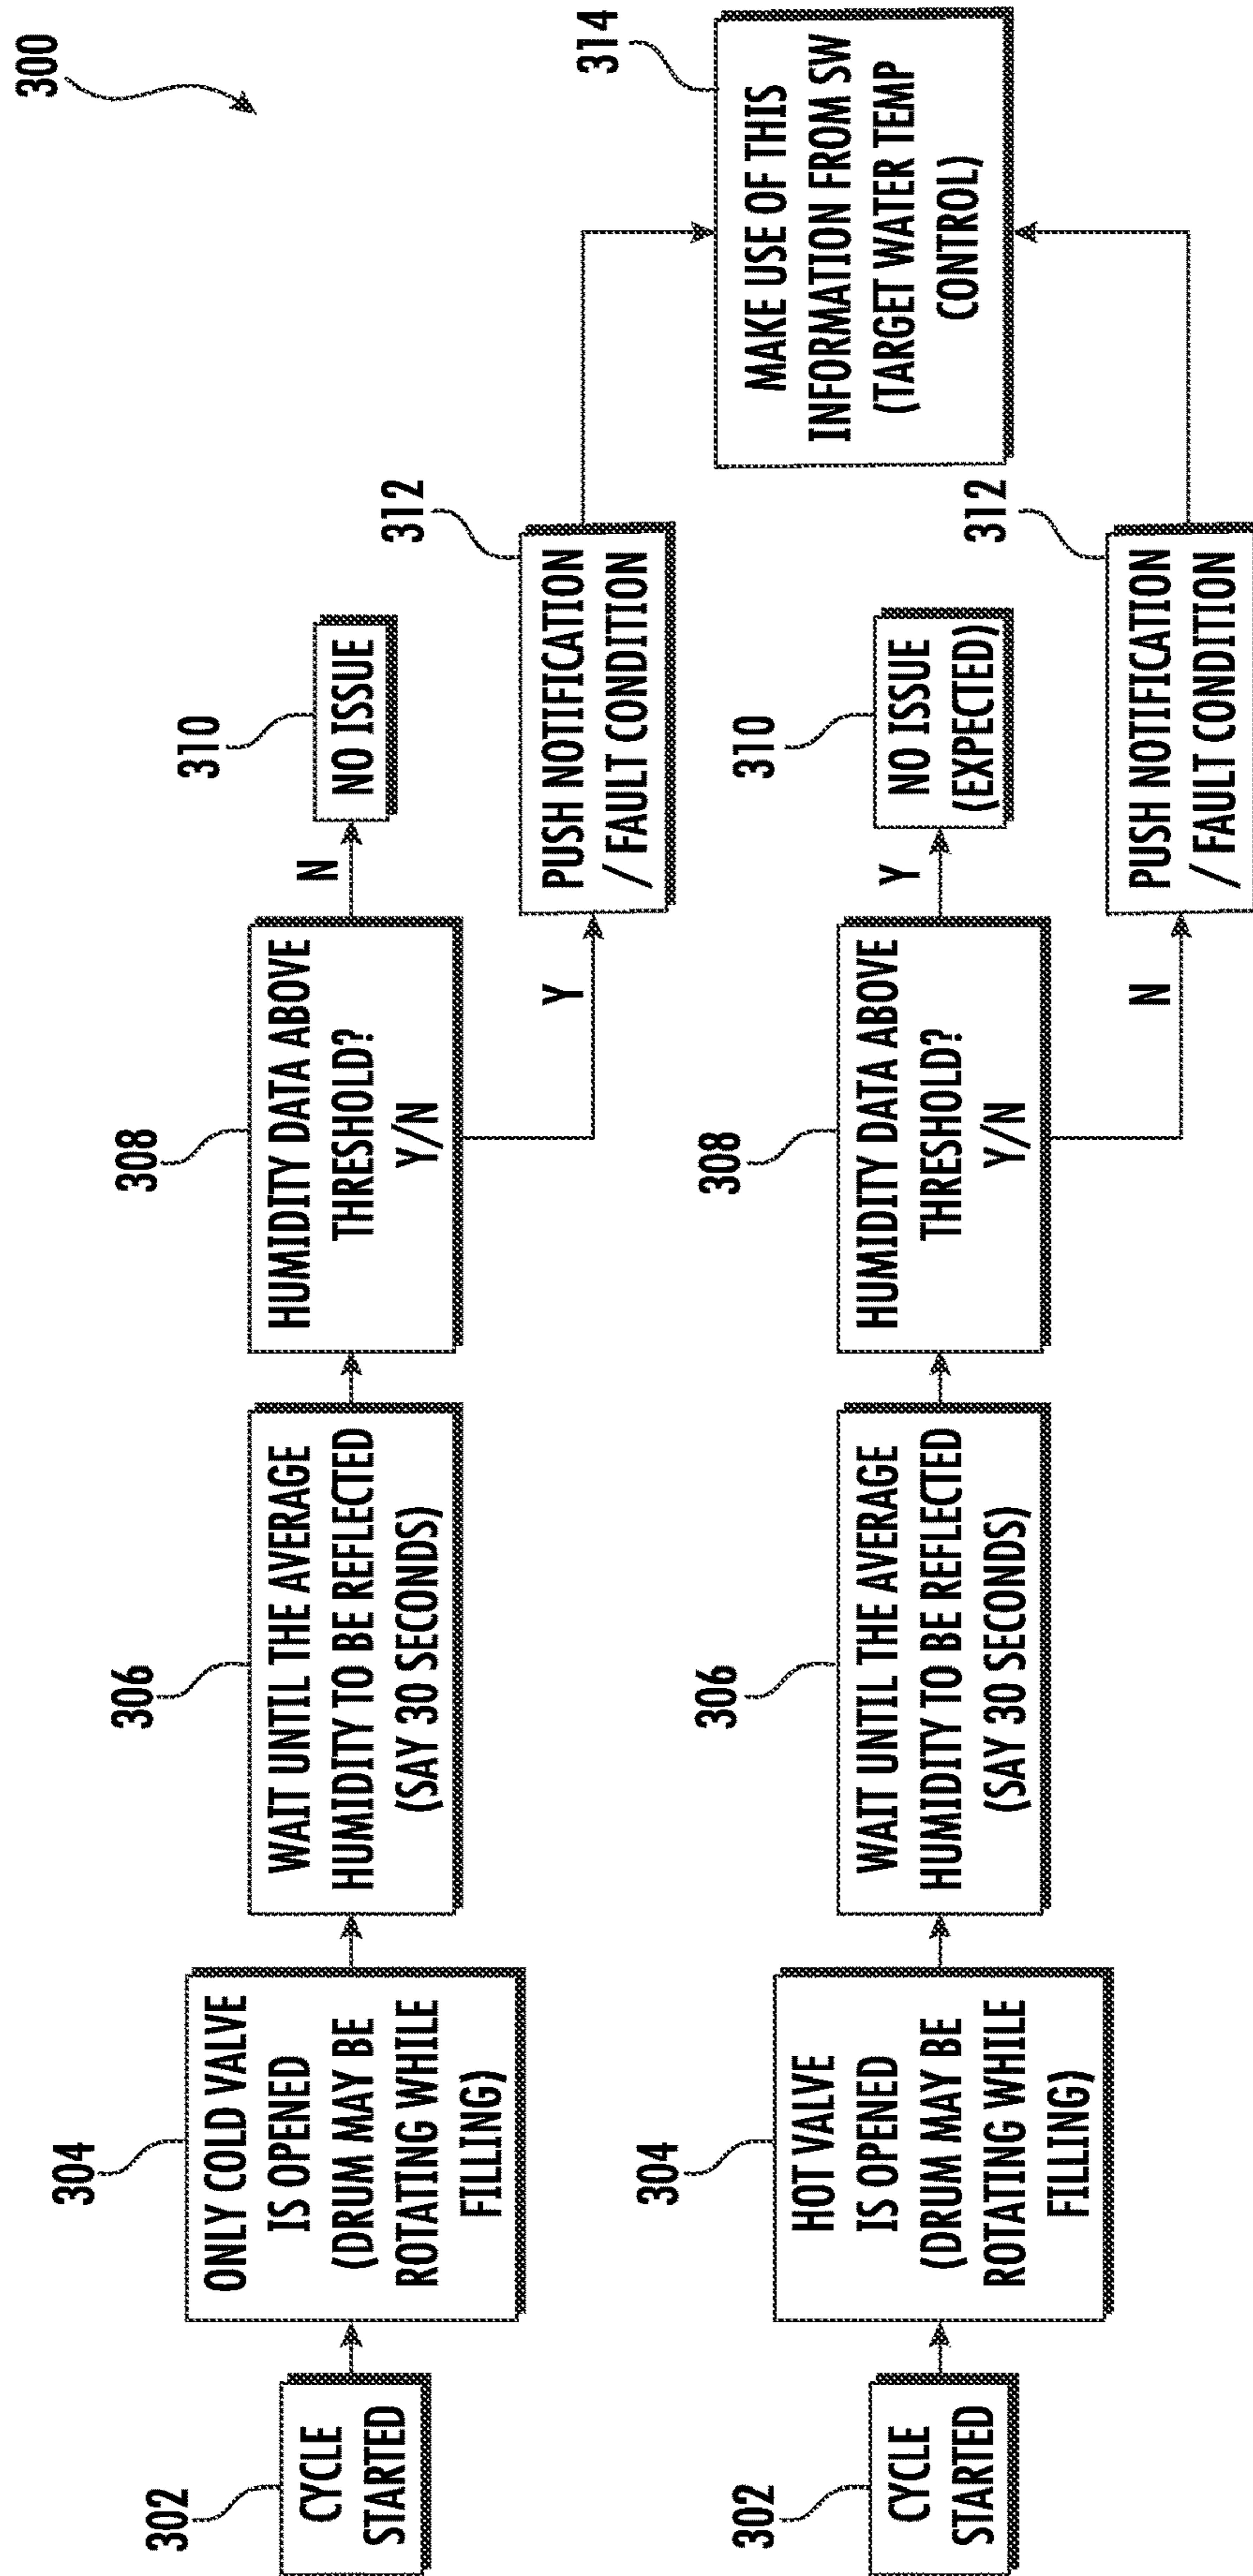 300
302
CYCLE
STARTED
304
ONLY COLD VALVE
IS OPENED
(DRUM MAY BE
ROTATING WHILE
FILLING)
306
WAIT UNTIL THE AVERAGE
HUMIDITY TO BE REFLECTED
(SAY 30 SECONDS)
308
HUMIDITY DATA ABOVE
THRESHOLD?
Y/N
N
310
NO ISSUE
Y
312
PUSH NOTIFICATION
/ FAULT CONDITION
314
MAKE USE OF THIS
INFORMATION FROM SW
(TARGET WATER TEMP
CONTROL)
302
CYCLE
STARTED
304
HOT VALVE
IS OPENED
(DRUM MAY BE
ROTATING WHILE
FILLING)
306
WAIT UNTIL THE AVERAGE
HUMIDITY TO BE REFLECTED
(SAY 30 SECONDS)
308
HUMIDITY DATA ABOVE
THRESHOLD?
Y/N
Y
310
NO ISSUE
(EXPECTED)
N
312
PUSH NOTIFICATION
/ FAULT CONDITION